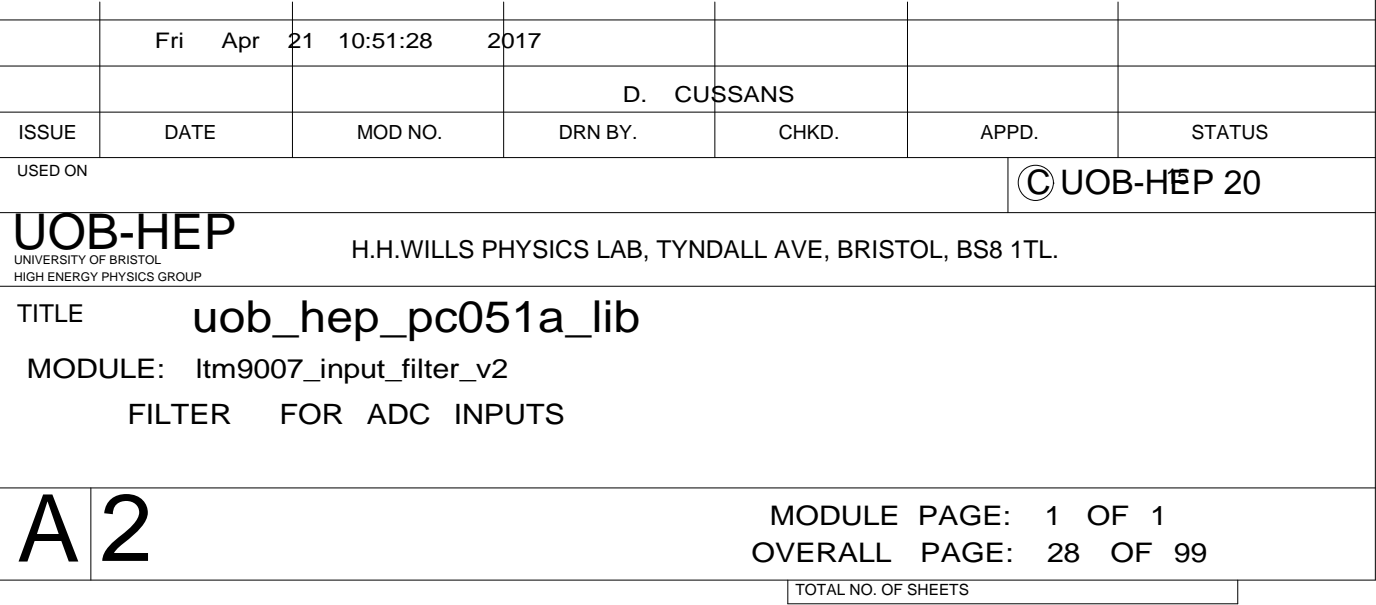 Fri Apr 21 10:51:28 2017
D. CUSSANS
ISSUE DATE MOD NO. DRN BY. CHKD. APPD. STATUS
USED ON
© UOB-HEP 20 15
UOB-HEP
UNIVERSITY OF BRISTOL
HIGH ENERGY PHYSICS GROUP
H.H.WILLS PHYSICS LAB, TYNDALL AVE, BRISTOL, BS8 1TL.
TITLE uob_hep_pc051a_lib
MODULE: ltm9007_input_filter_v2
FILTER FOR ADC INPUTS
A 2
MODULE PAGE: 1 OF 1
OVERALL PAGE: 28 OF 99
TOTAL NO. OF SHEETS